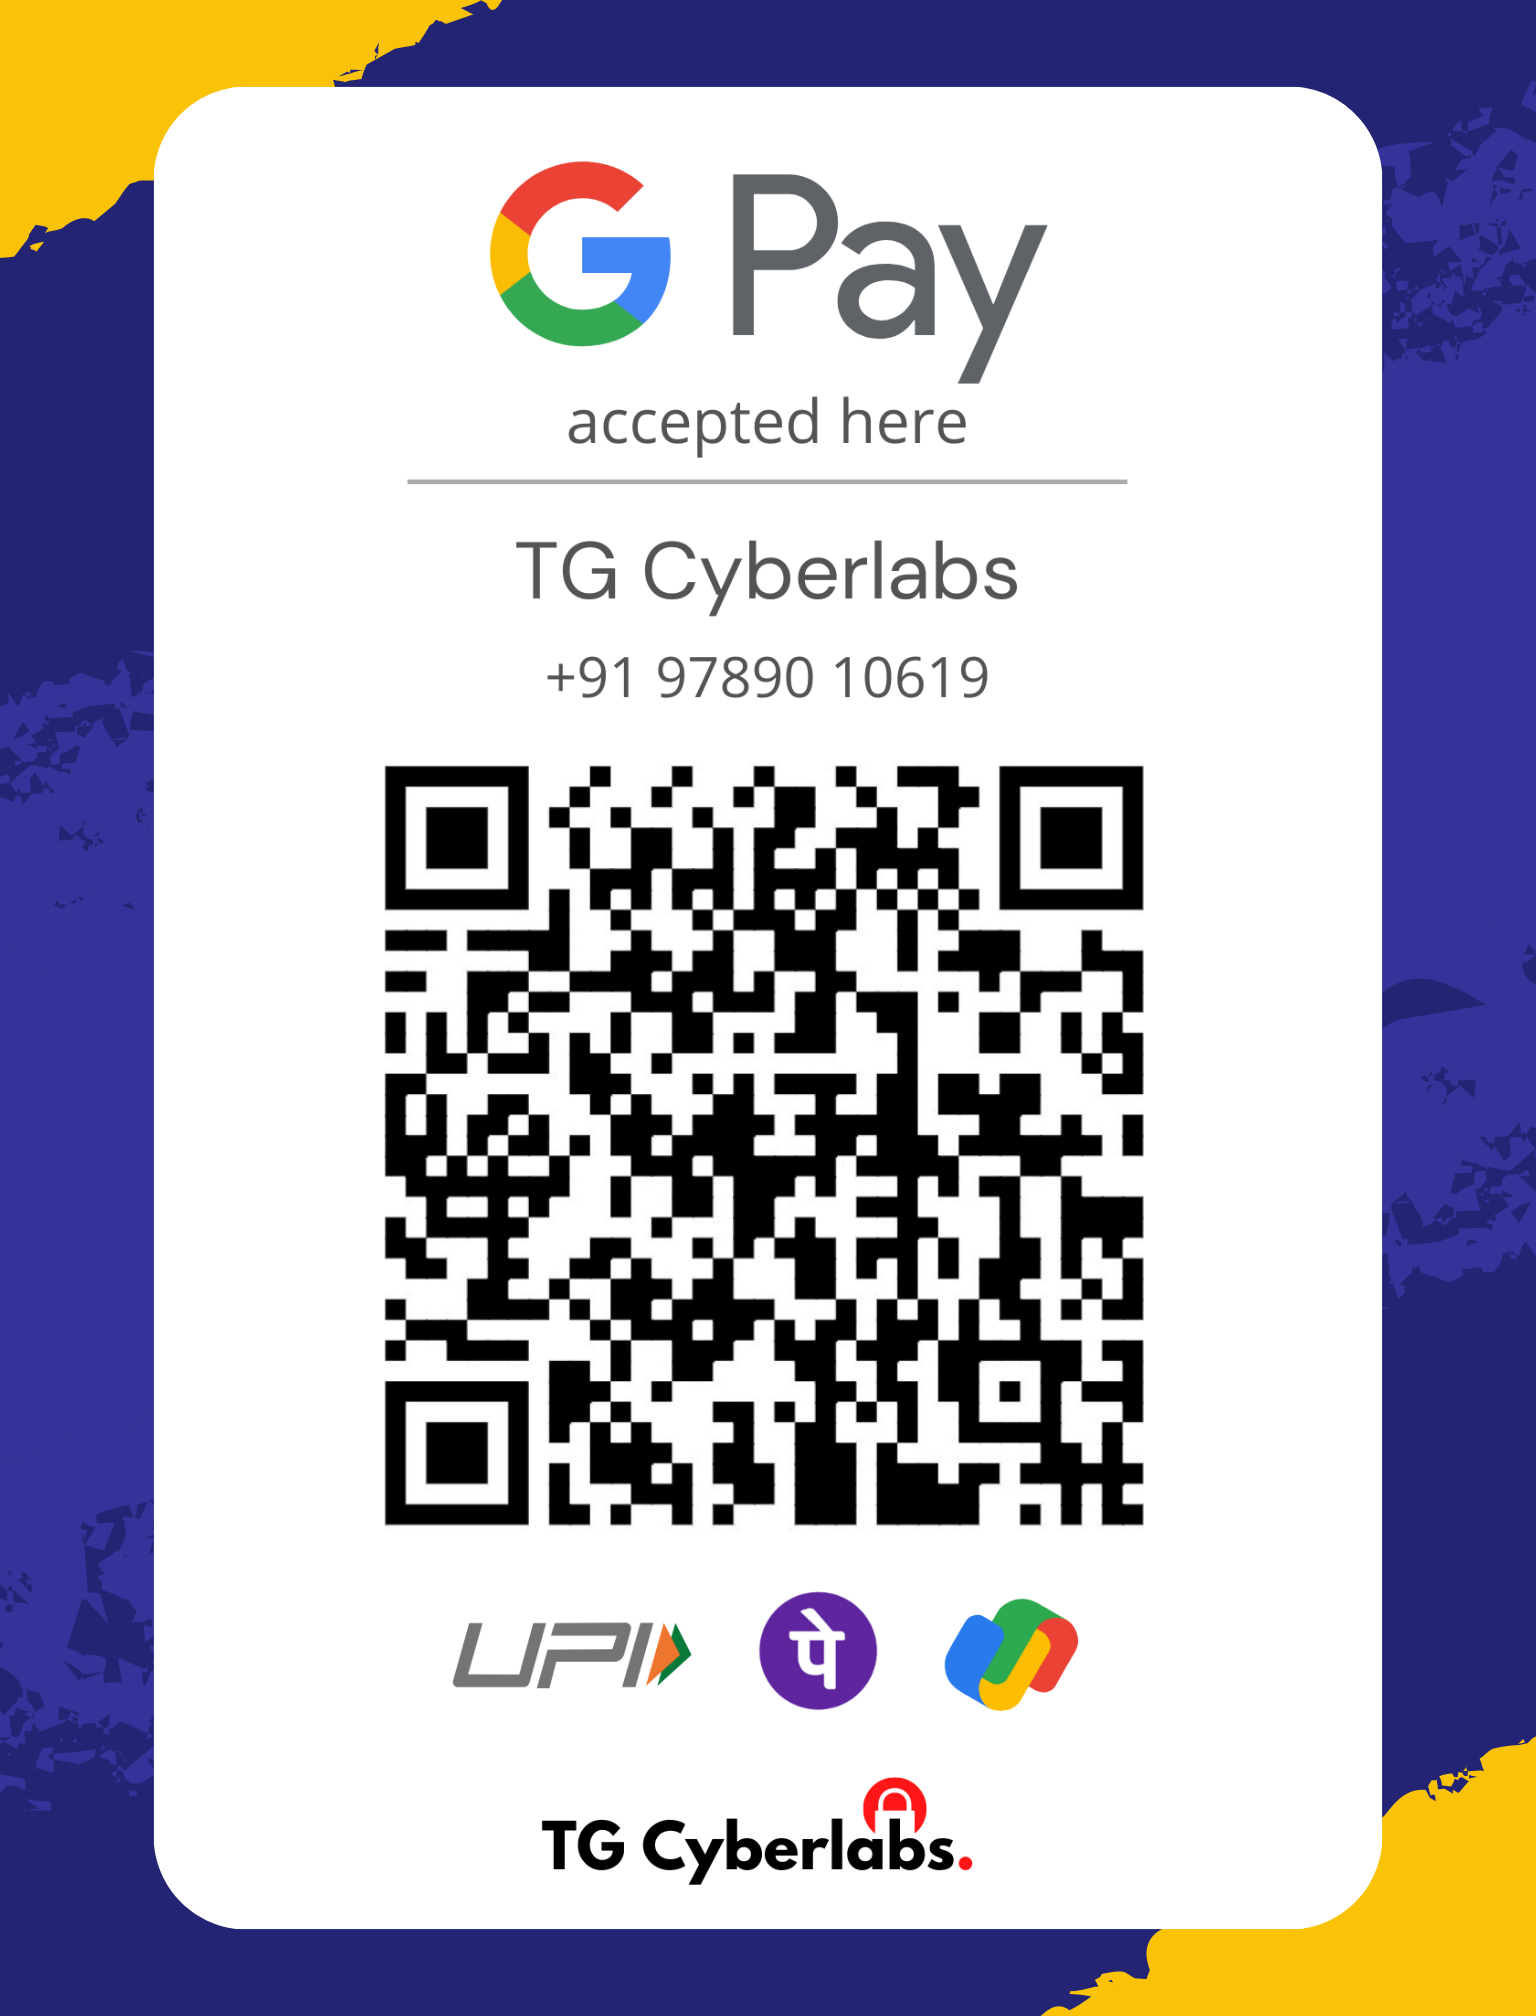 G Pay
accepted here
TG Cyberlabs
+91 97890 10619
UPI
पे
TG Cyberlabs.